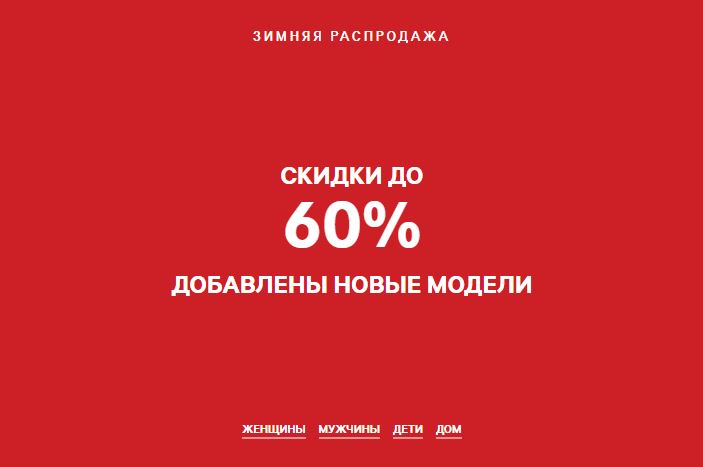 ЗИМНЯЯ РАСПРОДАЖА
СКИДКИ ДО
60%
ДОБАВЛЕНЫ НОВЫЕ МОДЕЛИ
ЖЕНЩИНЫ МУЖЧИНЫ ДЕТИ ДОМ